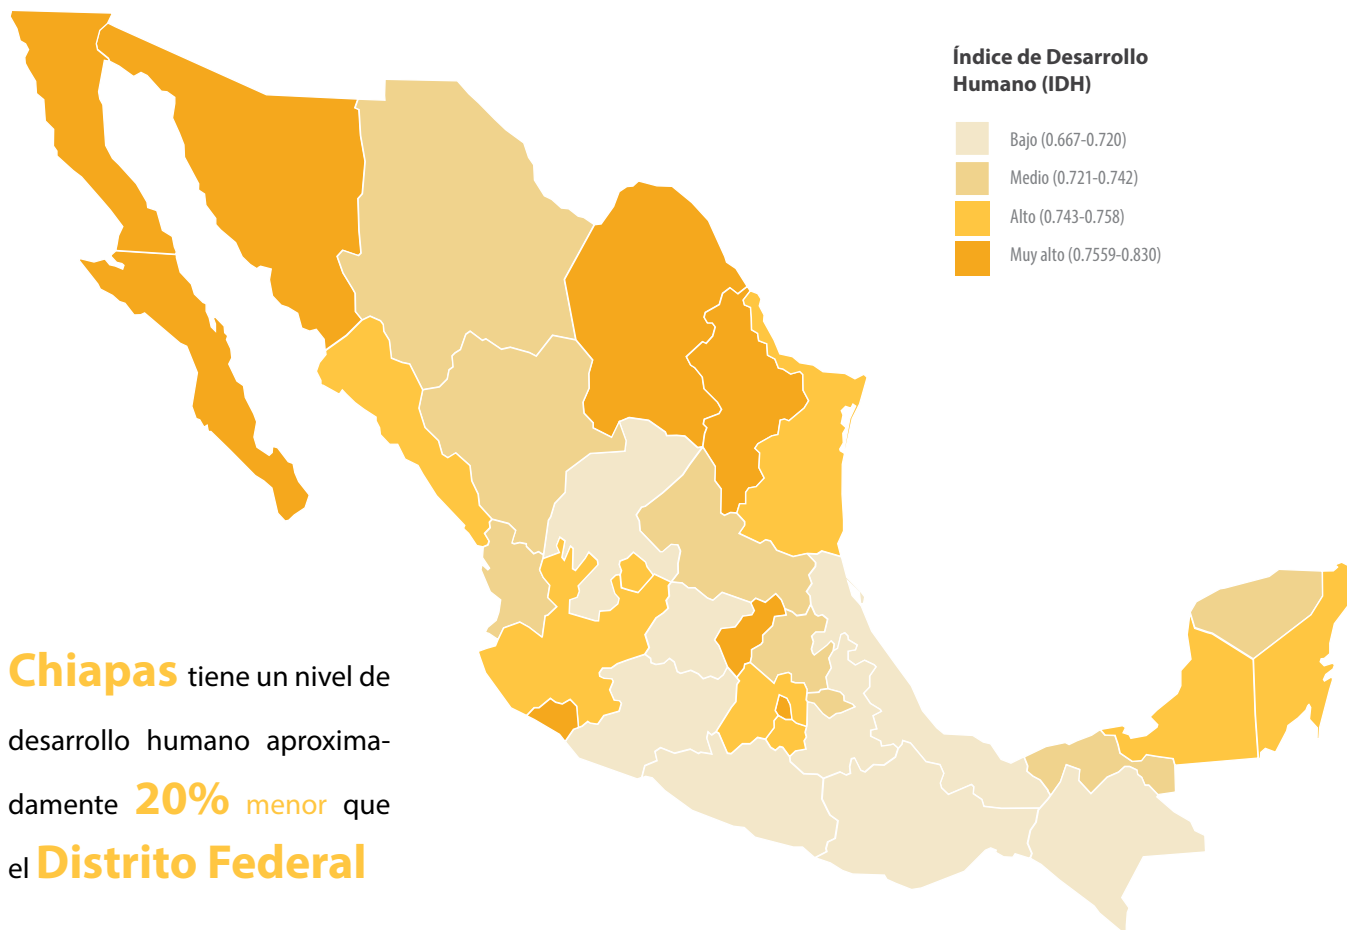 Índice de Desarrollo
Humano (IDH)
Bajo (0.667-0.720)
Medio (0.721-0.742)
Alto (0.743-0.758)
Muy alto (0.7559-0.830)
Chiapas tiene un nivel de
desarrollo humano aproxima-
damente 20% menor que
el Distrito Federal